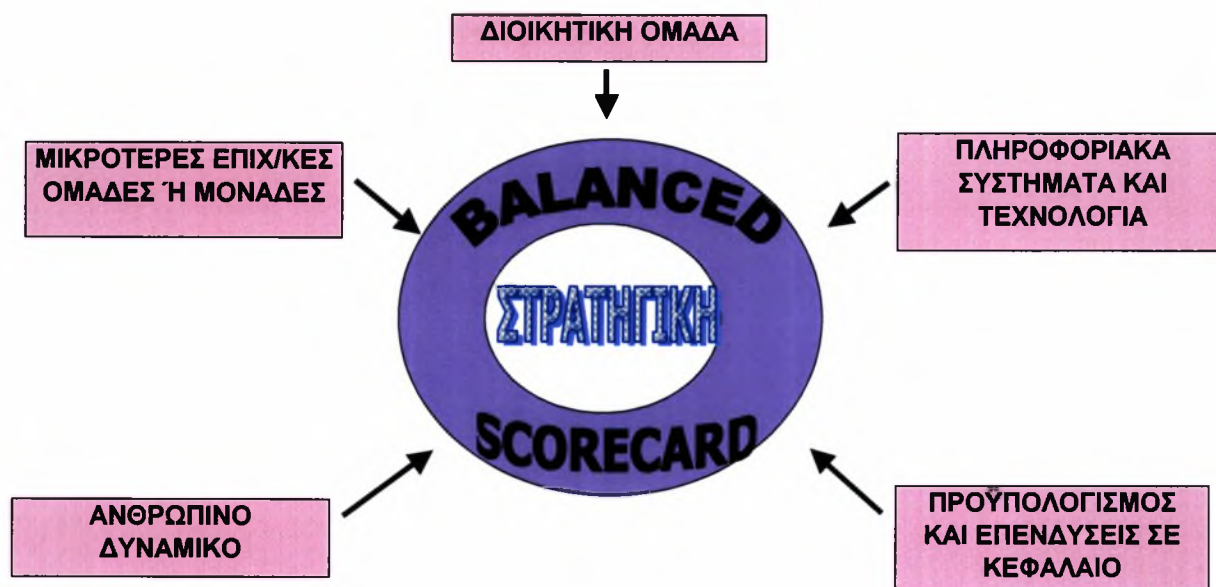 ΔΙΟΙΚΗΤΙΚΗ ΟΜΑΔΑ
ΜΙΚΡΟΤΕΡΕΣ ΕΠΙΧ/ΚΕΣ
ΟΜΑΔΕΣ Ή ΜΟΝΑΔΕΣ
ΠΛΗΡΟΦΟΡΙΑΚΑ
ΣΥΣΤΗΜΑΤΑ ΚΑΙ
ΤΕΧΝΟΛΟΓΙΑ
BALANCED
ΣΤΡΑΤΗΓΙΚΗ
SCORECARD
ΑΝΘΡΩΠΙΝΟ
ΔΥΝΑΜΙΚΟ
ΠΡΟΫΠΟΛΟΓΙΣΜΟΣ
ΚΑΙ ΕΠΕΝΔΥΣΕΙΣ ΣΕ
ΚΕΦΑΛΑΙΟ